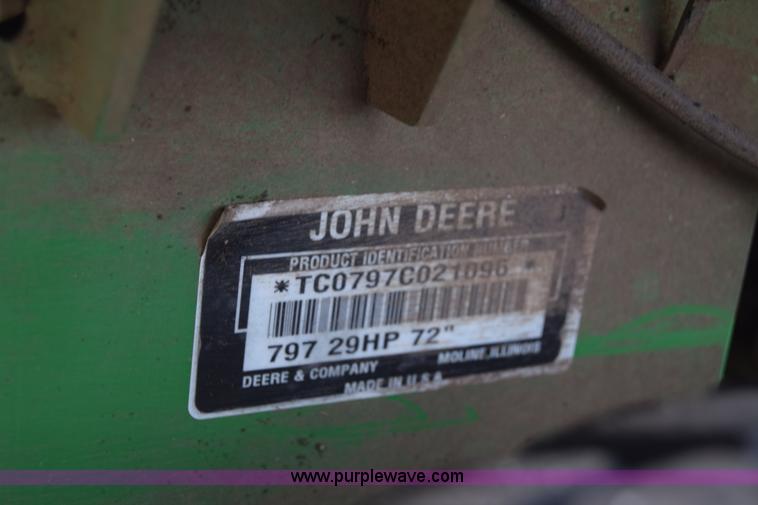 JOHN DEERE
PRODUCT IDENTIFICATION NUMBER
*TC0797C021096*
797 29HP 72"
DEERE & COMPANY MOLINE, ILLINOIS
MADE IN U.S.A.
www.purplewave.com